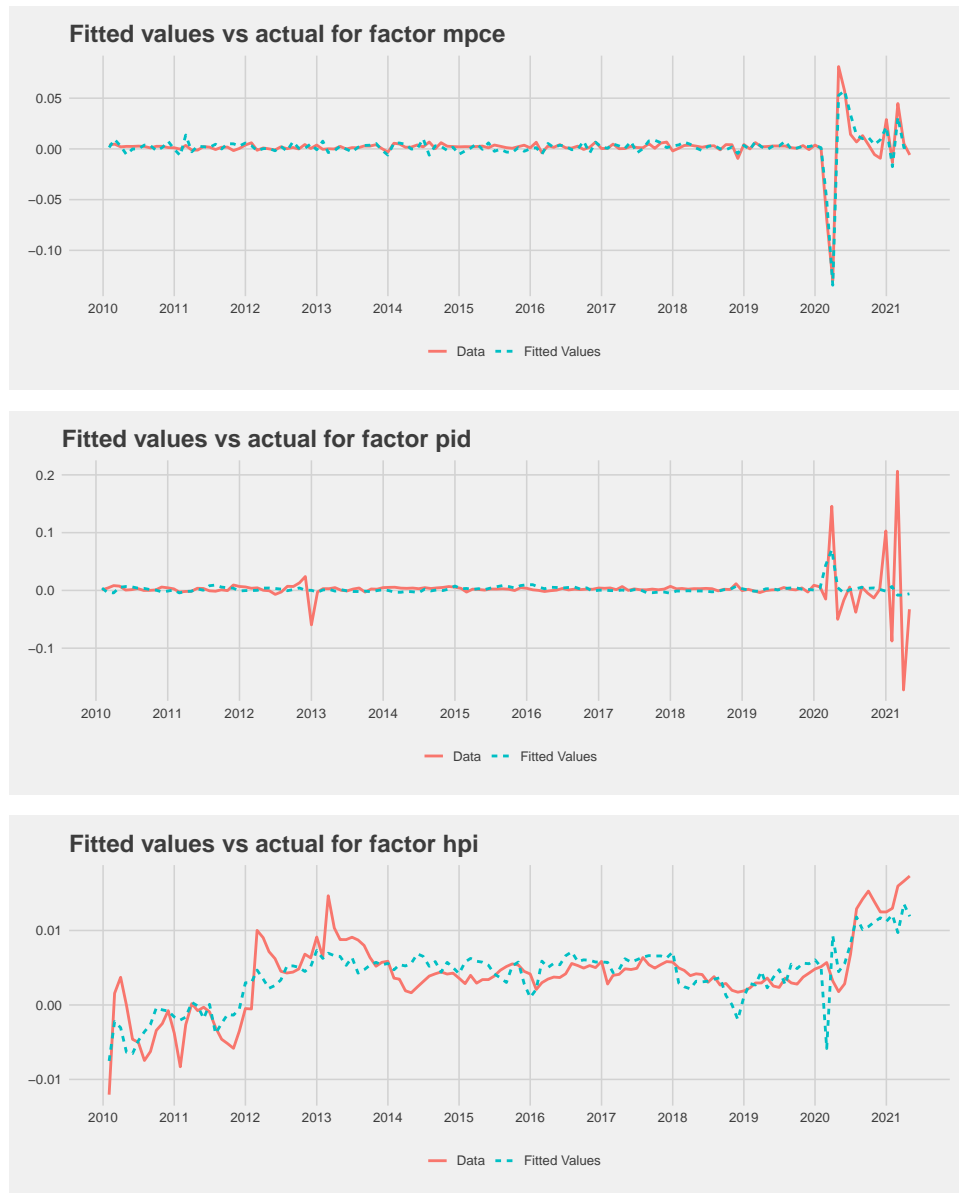 Fitted values vs actual for factor mpce
0.05
0.00
−0.05
−0.10
2010 2011 2012 2013 2014 2015 2016 2017 2018 2019 2020 2021
Data Fitted Values
Fitted values vs actual for factor pid
0.2
0.1
0.0
−0.1
2010 2011 2012 2013 2014 2015 2016 2017 2018 2019 2020 2021
Data Fitted Values
Fitted values vs actual for factor hpi
0.01
0.00
−0.01
2010 2011 2012 2013 2014 2015 2016 2017 2018 2019 2020 2021
Data Fitted Values